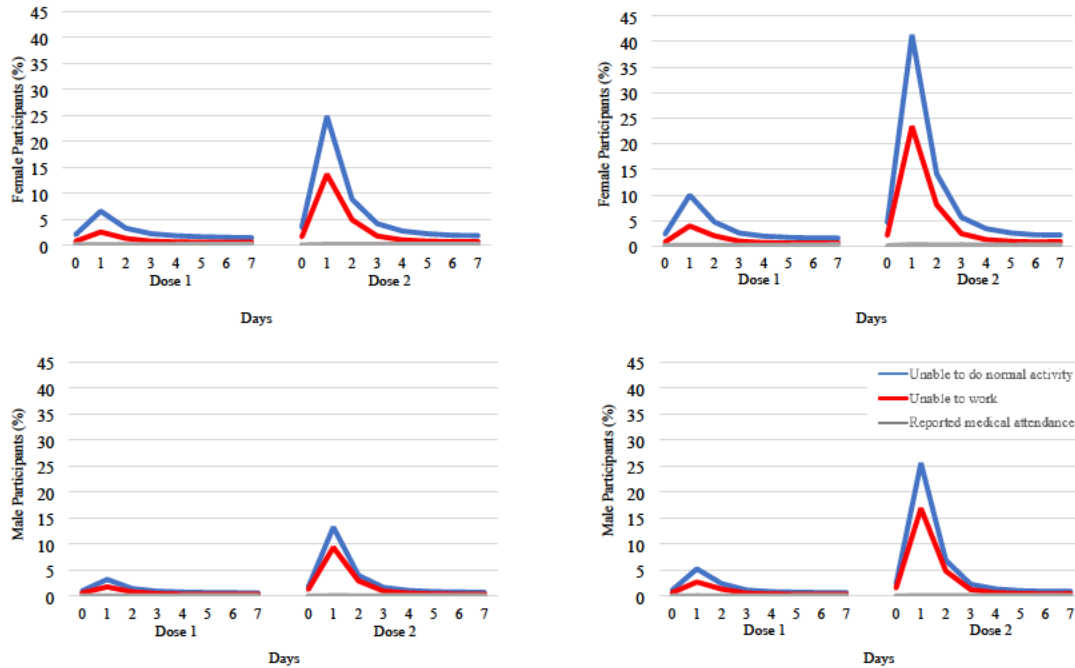 45
40
35
30
25
20
15
10
5
0
Female Participants (%)
0 1 2 3 4 5 6 7 0 1 2 3 4 5 6 7
Dose 1 Dose 2
Days
45
40
35
30
25
20
15
10
5
0
Female Participants (%)
0 1 2 3 4 5 6 7 0 1 2 3 4 5 6 7
Dose 1 Dose 2
Days
45
40
35
30
25
20
15
10
5
0
Male Participants (%)
0 1 2 3 4 5 6 7 0 1 2 3 4 5 6 7
Dose 1 Dose 2
Days
45
40
35
30
25
20
15
10
5
0
Male Participants (%)
Unable to do normal activity
Unable to work
Reported medical attendance
0 1 2 3 4 5 6 7 0 1 2 3 4 5 6 7
Dose 1 Dose 2
Days